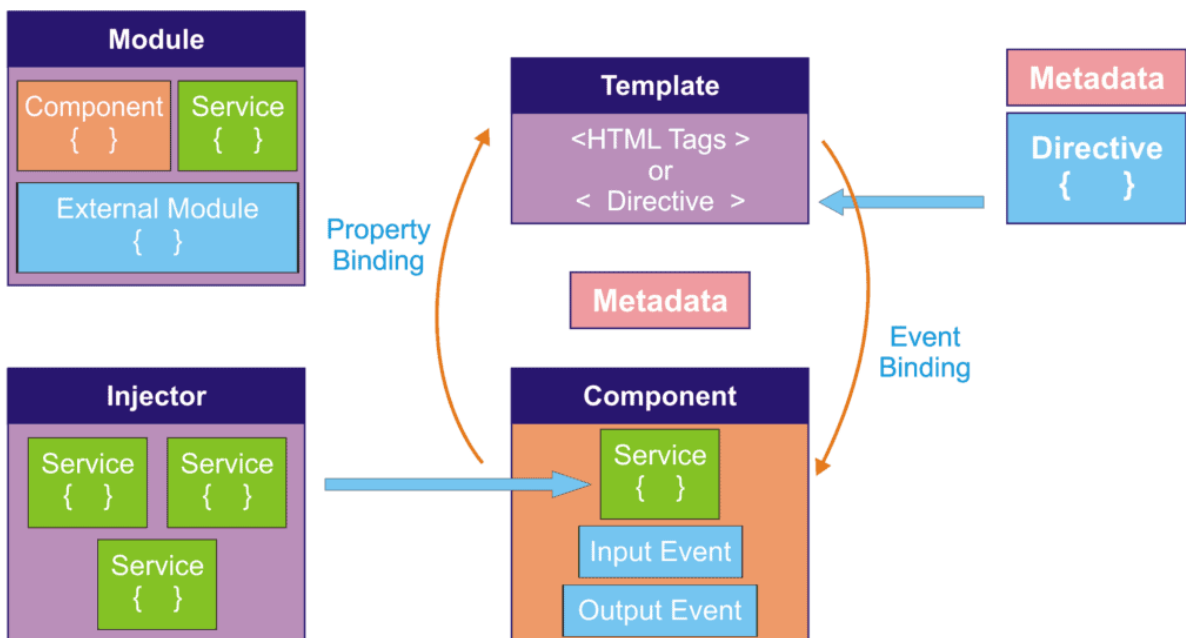 Module
Component
{ }
Service
{ }
External Module
{ }
Property
Binding
Template
<HTML Tags >
or
< Directive >
Metadata
Metadata
Directive
{ }
Event
Binding
Injector
Service
{ }
Service
{ }
Service
{ }
Component
Service
{ }
Input Event
Output Event